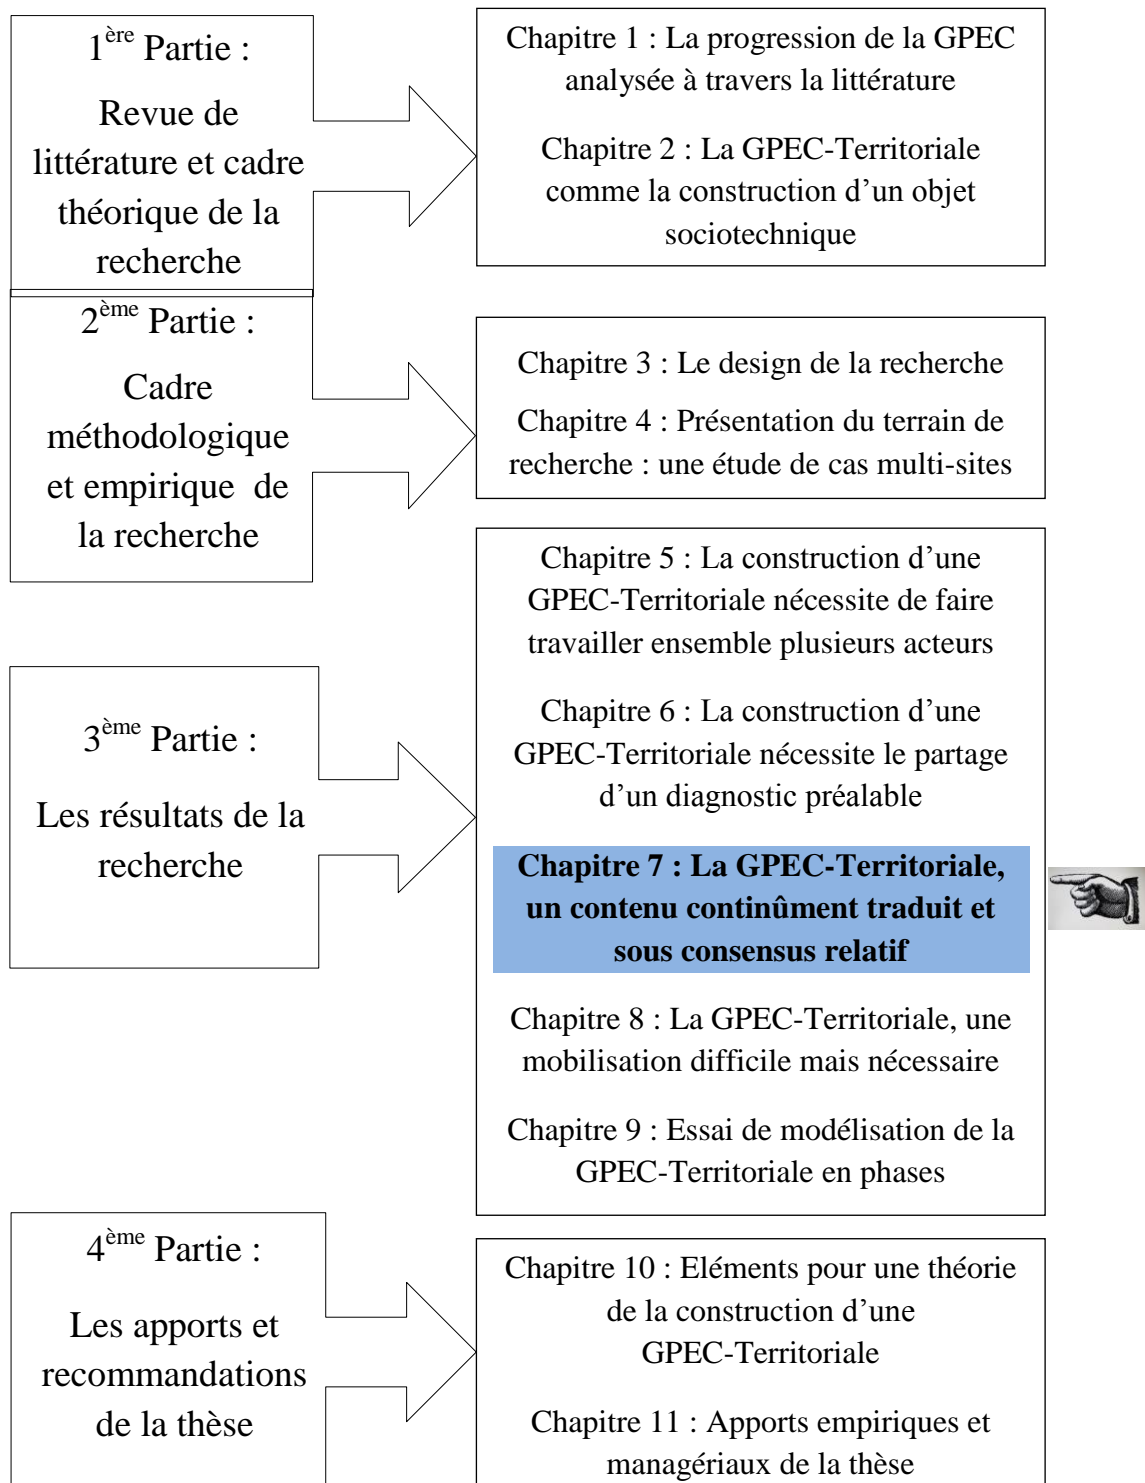 1ère Partie :
Revue de
littérature et cadre
théorique de la
recherche
Chapitre 1 : La progression de la GPEC
analysée à travers la littérature
Chapitre 2 : La GPEC-Territoriale
comme la construction d’un objet
sociotechnique
2ème Partie :
Cadre
méthodologique
et empirique de
la recherche
Chapitre 3 : Le design de la recherche
Chapitre 4 : Présentation du terrain de
recherche : une étude de cas multi-sites
3ème Partie :
Les résultats de la
recherche
Chapitre 5 : La construction d’une
GPEC-Territoriale nécessite de faire
travailler ensemble plusieurs acteurs
Chapitre 6 : La construction d’une
GPEC-Territoriale nécessite le partage
d’un diagnostic préalable
Chapitre 7 : La GPEC-Territoriale,
un contenu continûment traduit et
sous consensus relatif
Chapitre 8 : La GPEC-Territoriale, une
mobilisation difficile mais nécessaire
Chapitre 9 : Essai de modélisation de la
GPEC-Territoriale en phases
4ème Partie :
Les apports et
recommandations
de la thèse
Chapitre 10 : Eléments pour une théorie
de la construction d’une
GPEC-Territoriale
Chapitre 11 : Apports empiriques et
managériaux de la thèse